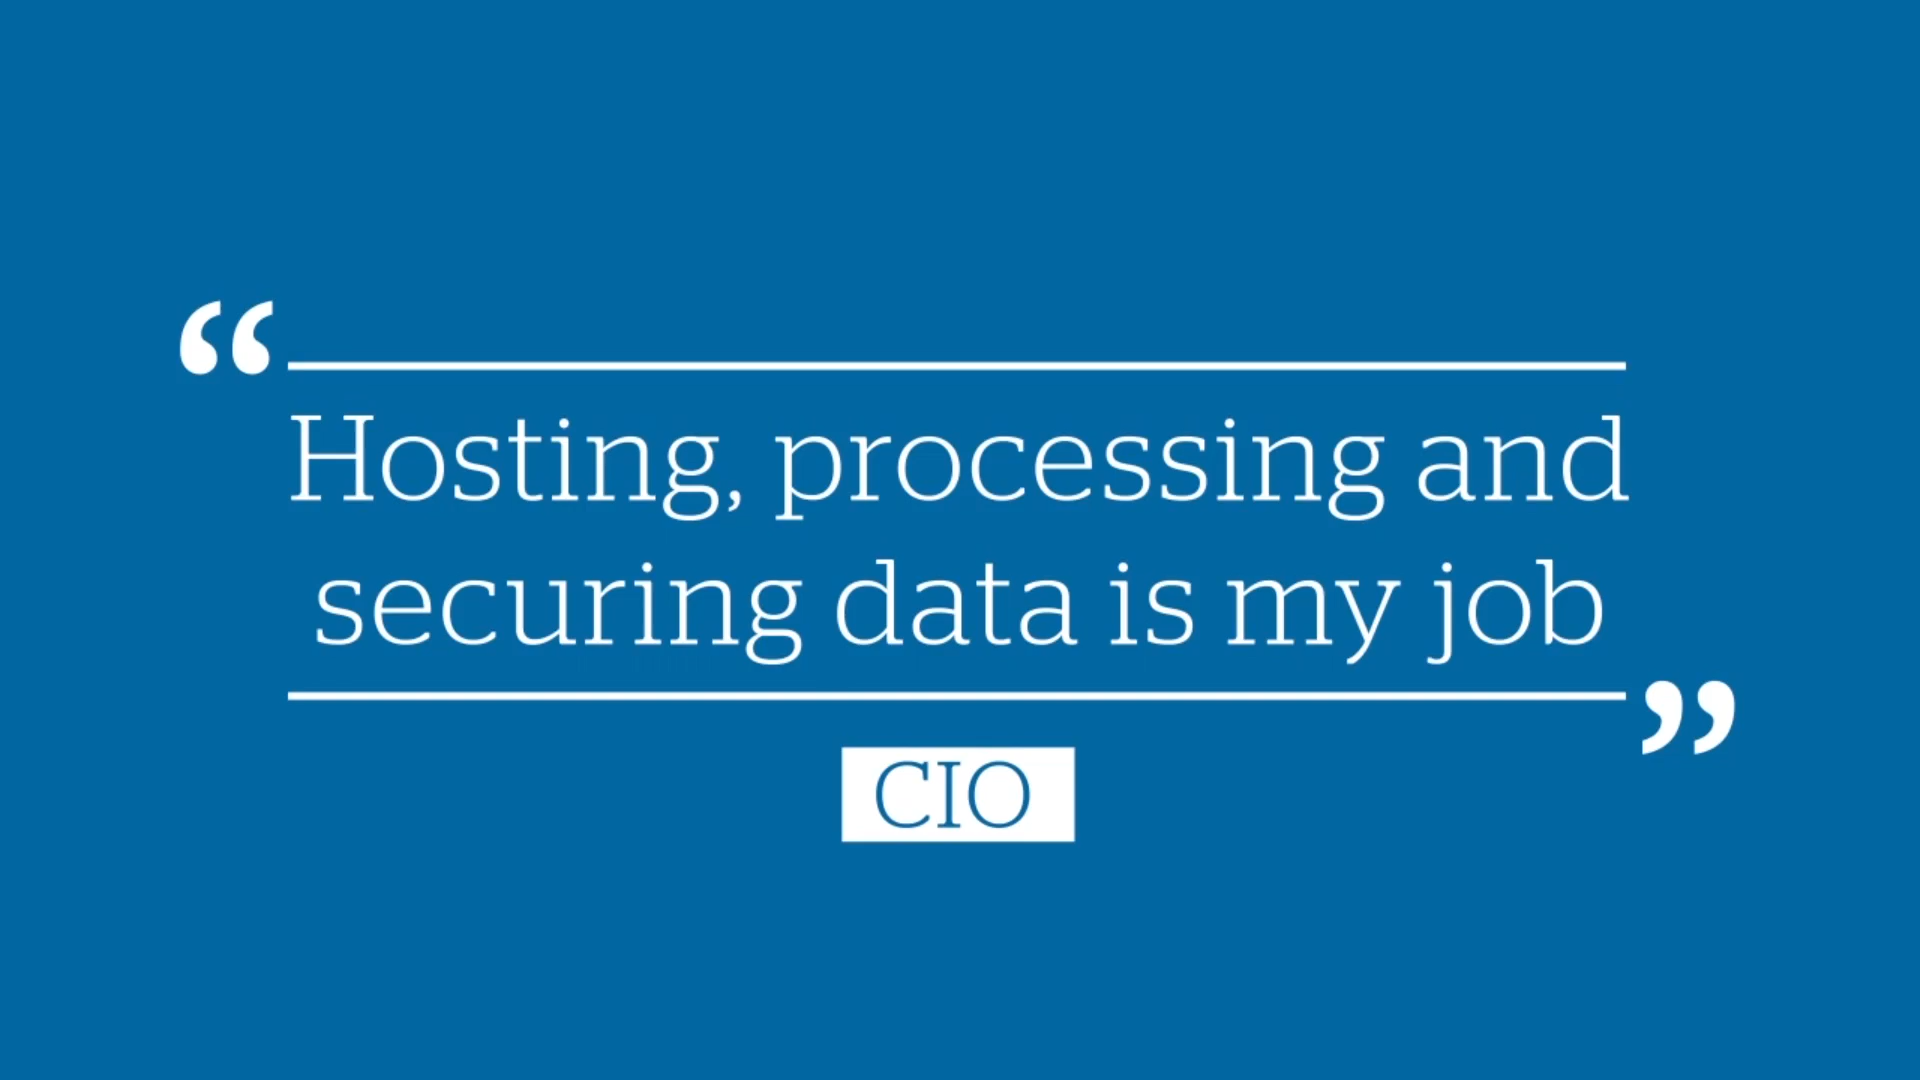 “
Hosting, processing and
securing data is my job
”
CIO